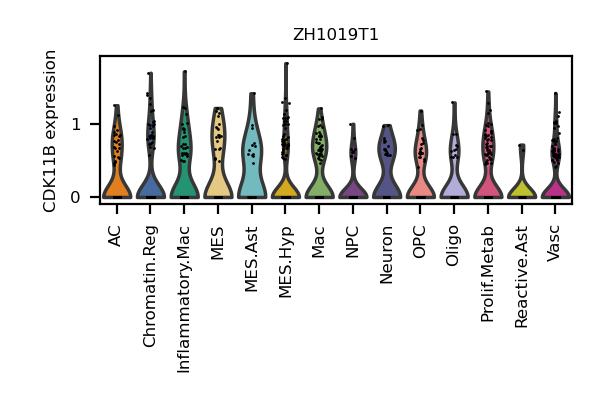 ZH1019T1
CDK11B expression
1
0
AC
Chromatin.Reg
Inflammatory.Mac
MES
MES.Ast
MES.Hyp
Mac
NPC
Neuron
OPC
Oligo
Prolif.Metab
Reactive.Ast
Vasc